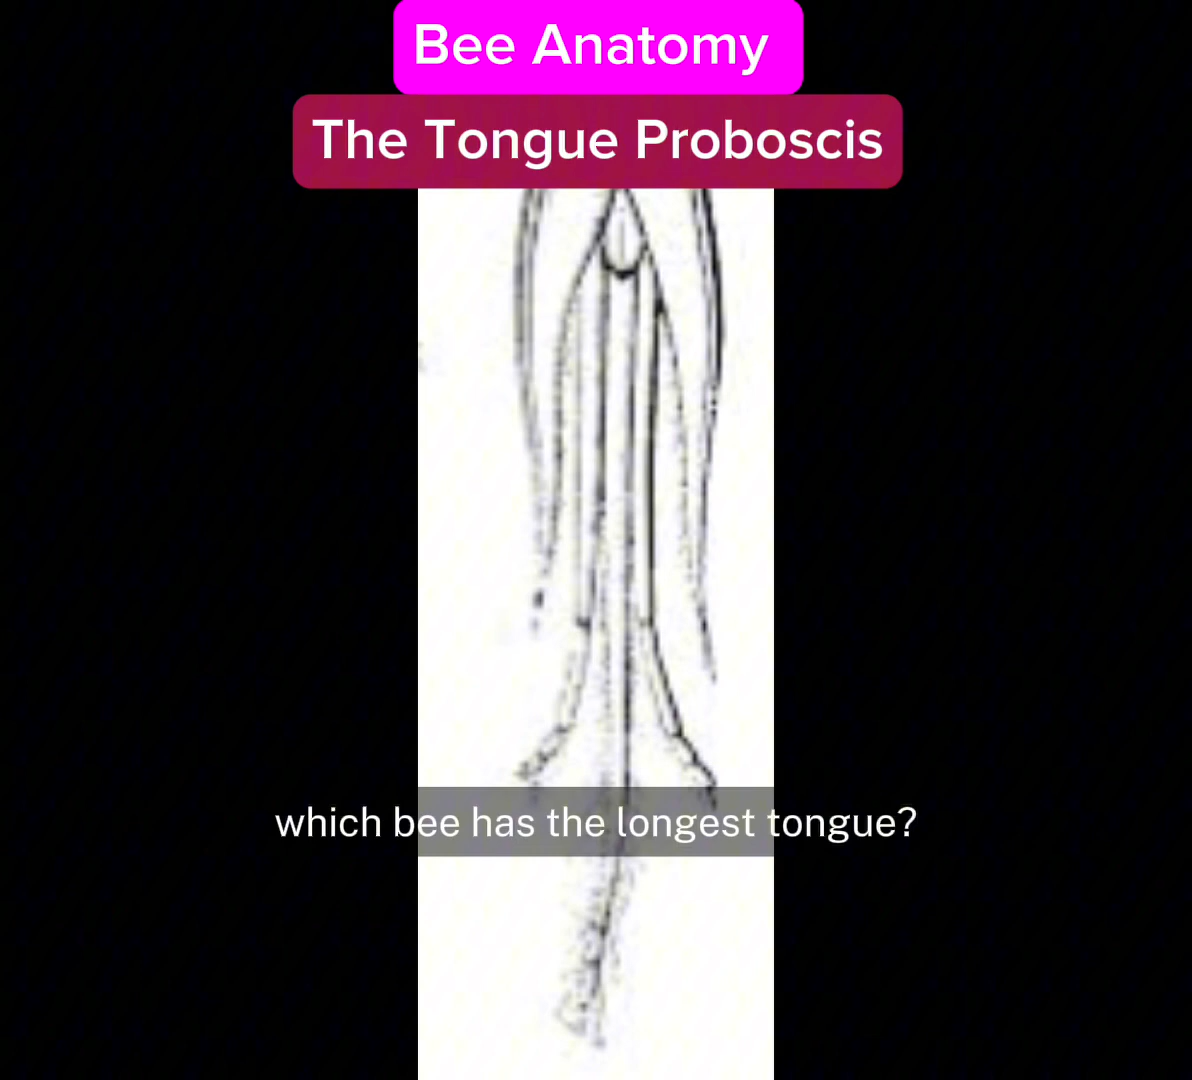 Bee Anatomy
The Tongue Proboscis
which bee has the longest tongue?